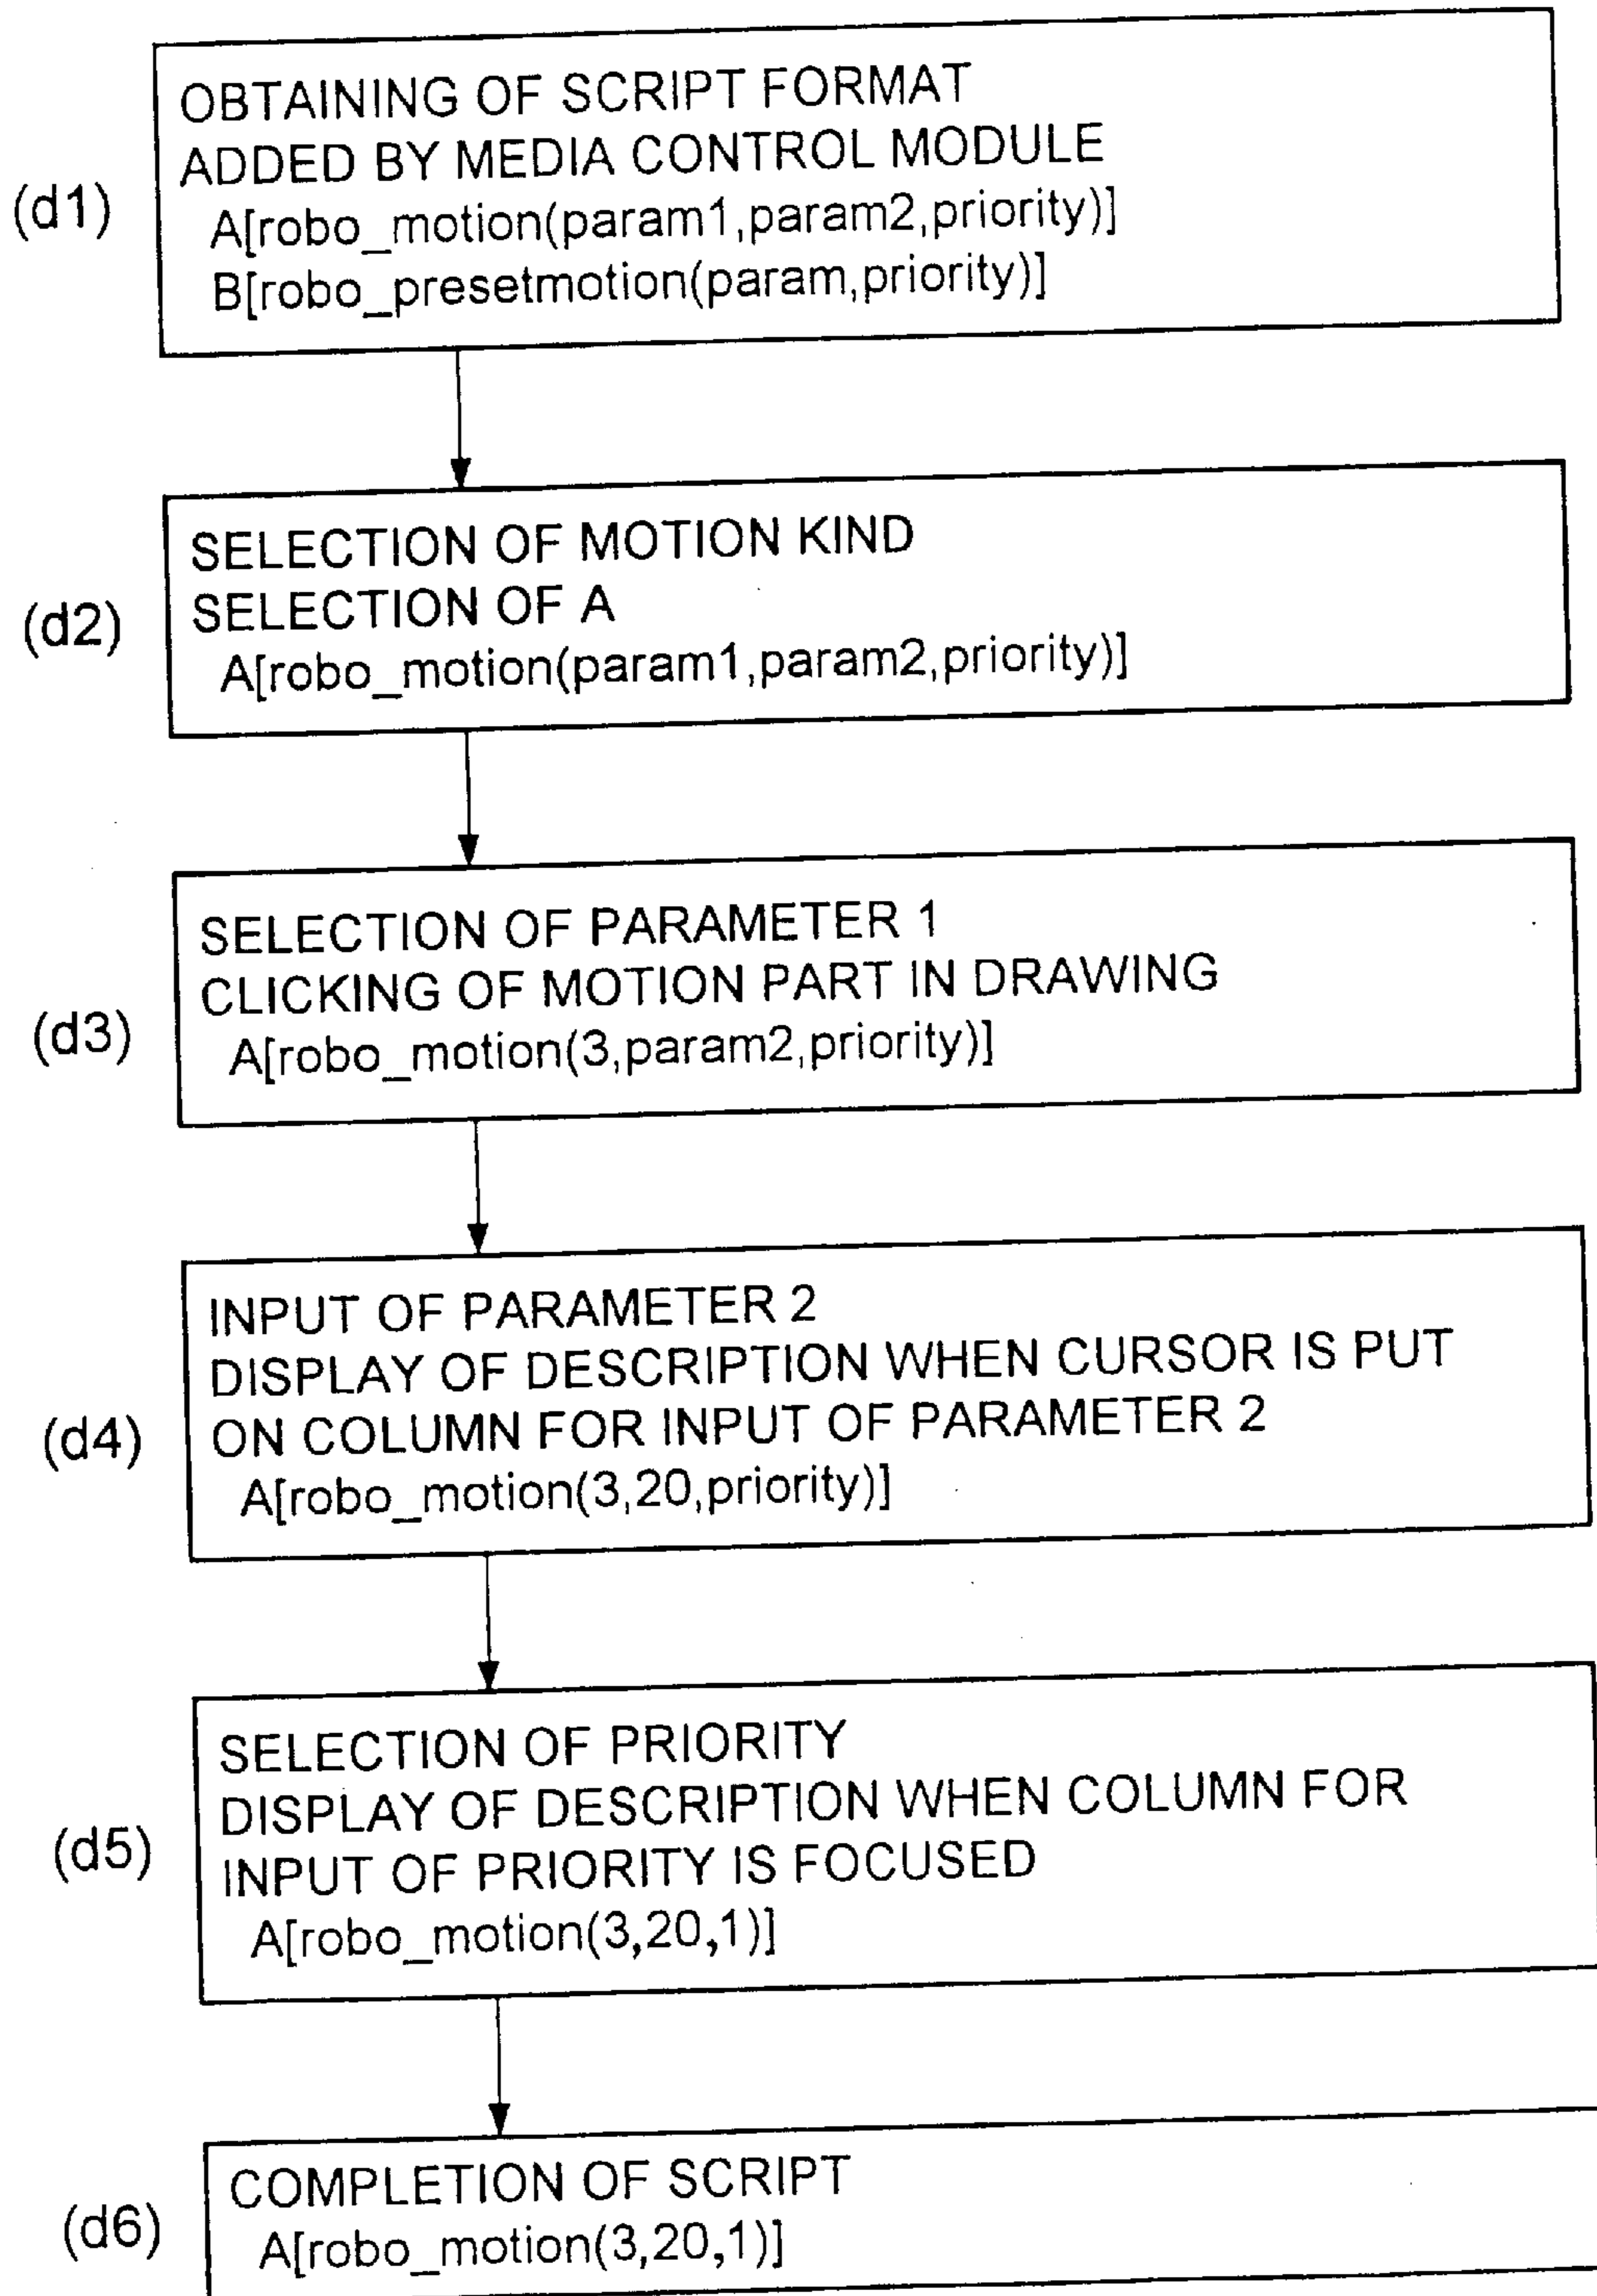 (d1)
OBTAINING OF SCRIPT FORMAT
ADDED BY MEDIA CONTROL MODULE
A[robo_motion(param1,param2,priority)]
B[robo_presetmotion(param,priority)]
(d2)
SELECTION OF MOTION KIND
SELECTION OF A
A[robo_motion(param1,param2,priority)]
(d3)
SELECTION OF PARAMETER 1
CLICKING OF MOTION PART IN DRAWING
A[robo_motion(3,param2,priority)]
(d4)
INPUT OF PARAMETER 2
DISPLAY OF DESCRIPTION WHEN CURSOR IS PUT
ON COLUMN FOR INPUT OF PARAMETER 2
A[robo_motion(3,20,priority)]
(d5)
SELECTION OF PRIORITY
DISPLAY OF DESCRIPTION WHEN COLUMN FOR
INPUT OF PRIORITY IS FOCUSED
A[robo_motion(3,20,1)]
(d6)
COMPLETION OF SCRIPT
A[robo_motion(3,20,1)]